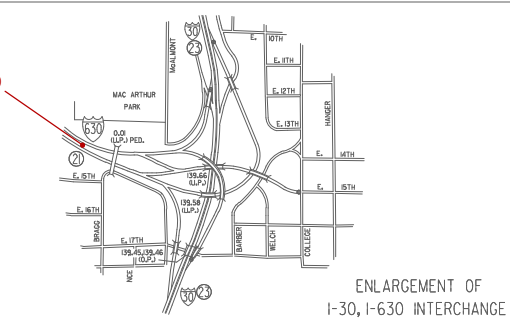 30
23
E. 10TH
E. 11TH
E. 12TH
E. 13TH
McALMONT
HANGER
MAC ARTHUR
PARK
630
0.01
(U.P.) PED.
21
E. 14TH
E. 15TH
139.66
(U.P.)
E. 15TH
139.58
(U.P.)
E. 16TH
BRAGG
E. 17TH
139.45,139.46
(O.P.)
BARBER
WELCH
COLLEGE
30
23
ENLARGEMENT OF
I-30, I-630 INTERCHANGE